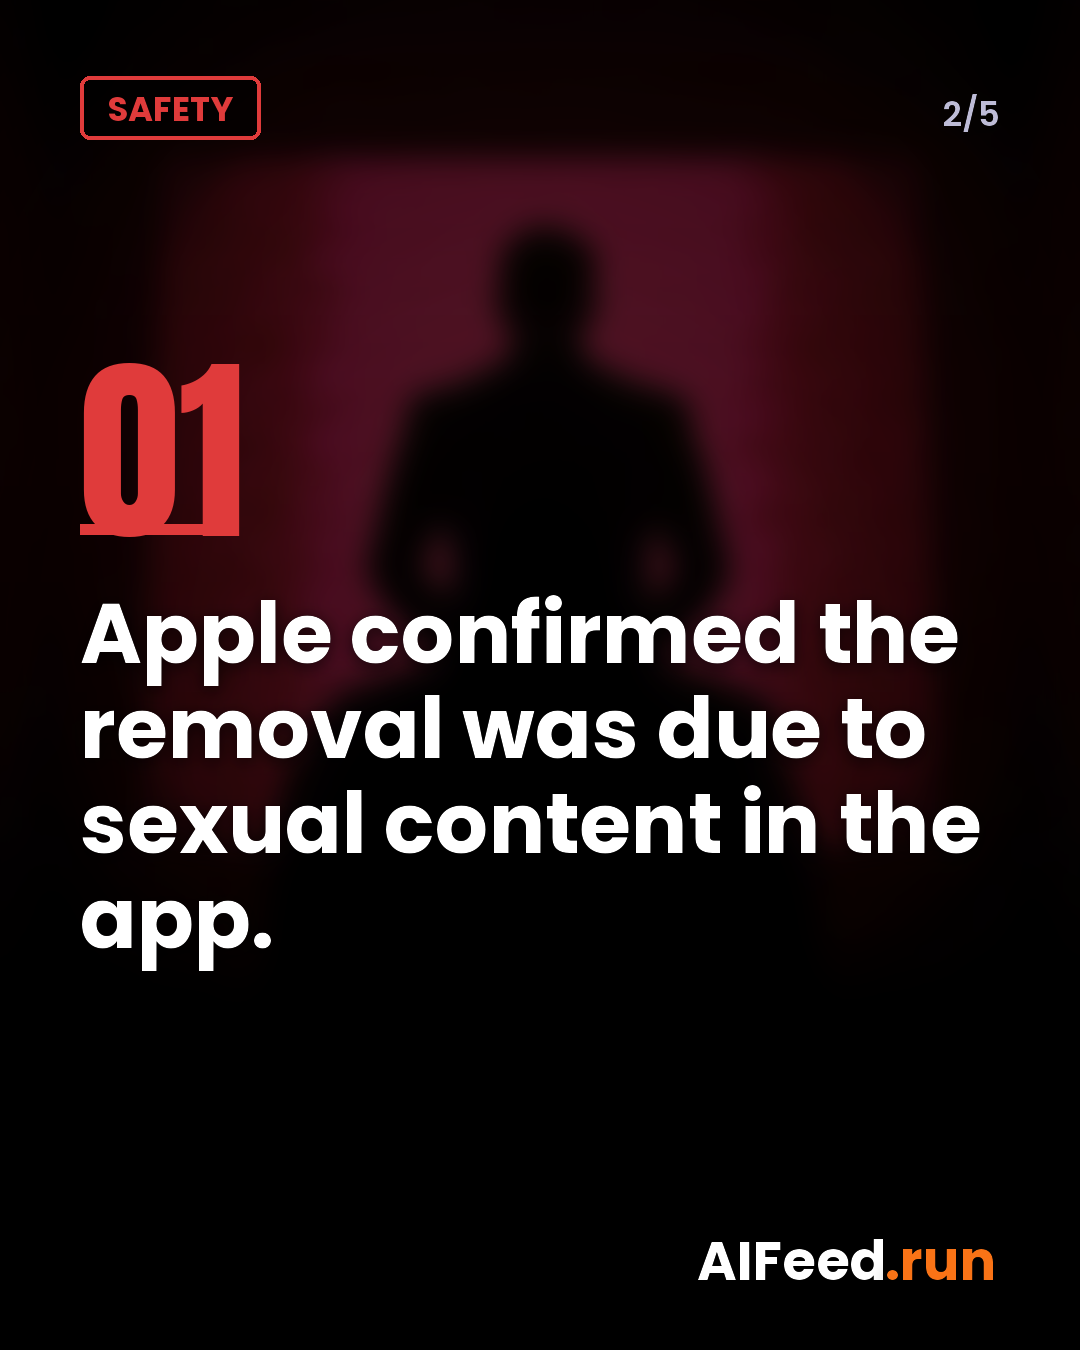 SAFETY
2/5
01
Apple confirmed the
removal was due to
sexual content in the
app.
AIFeed.run